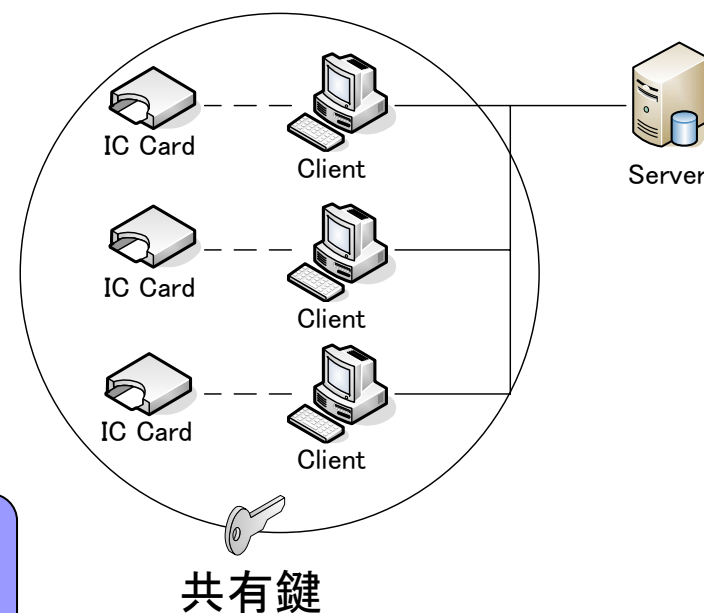 IC Card
Client
Server
IC Card
Client
IC Card
Client
共有鍵